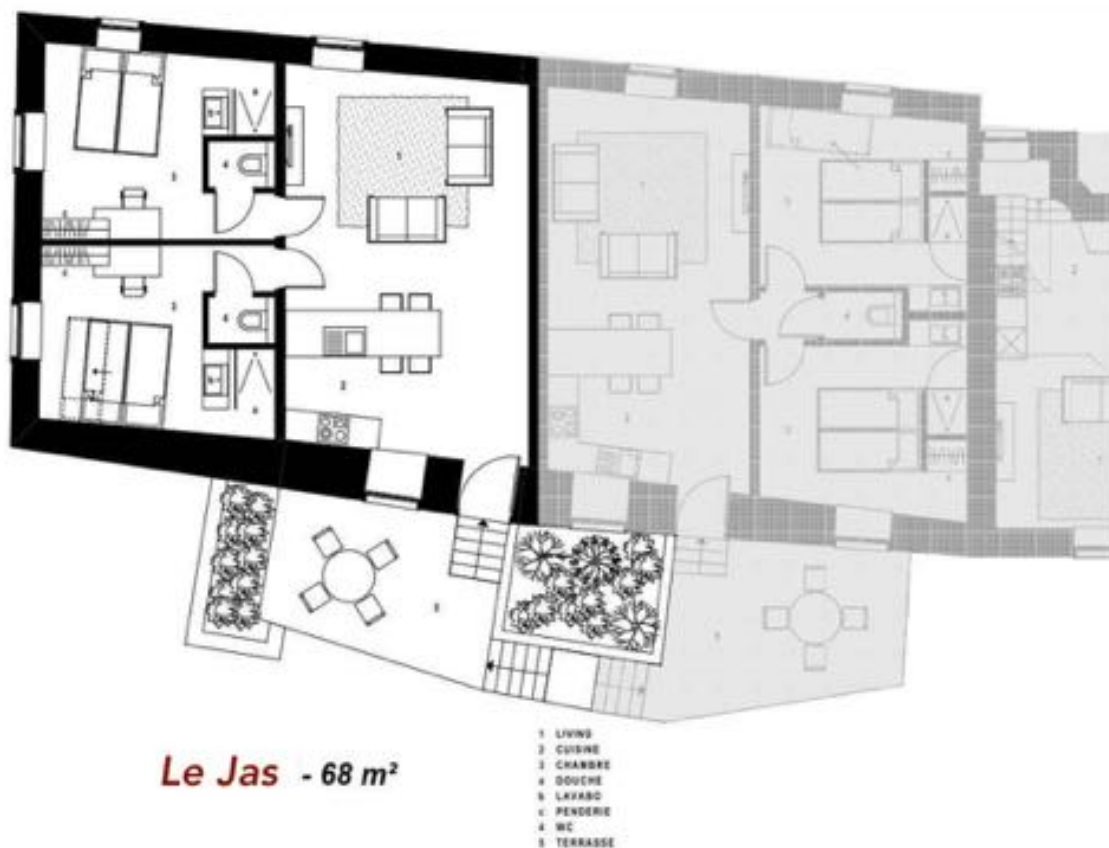 Le Jas - 68 m²
1 LIVING
2 CUISINE
3 CHAMBRE
a DOUCHE
b LAVABO
c PENDERIE
4 WC
5 TERRASSE